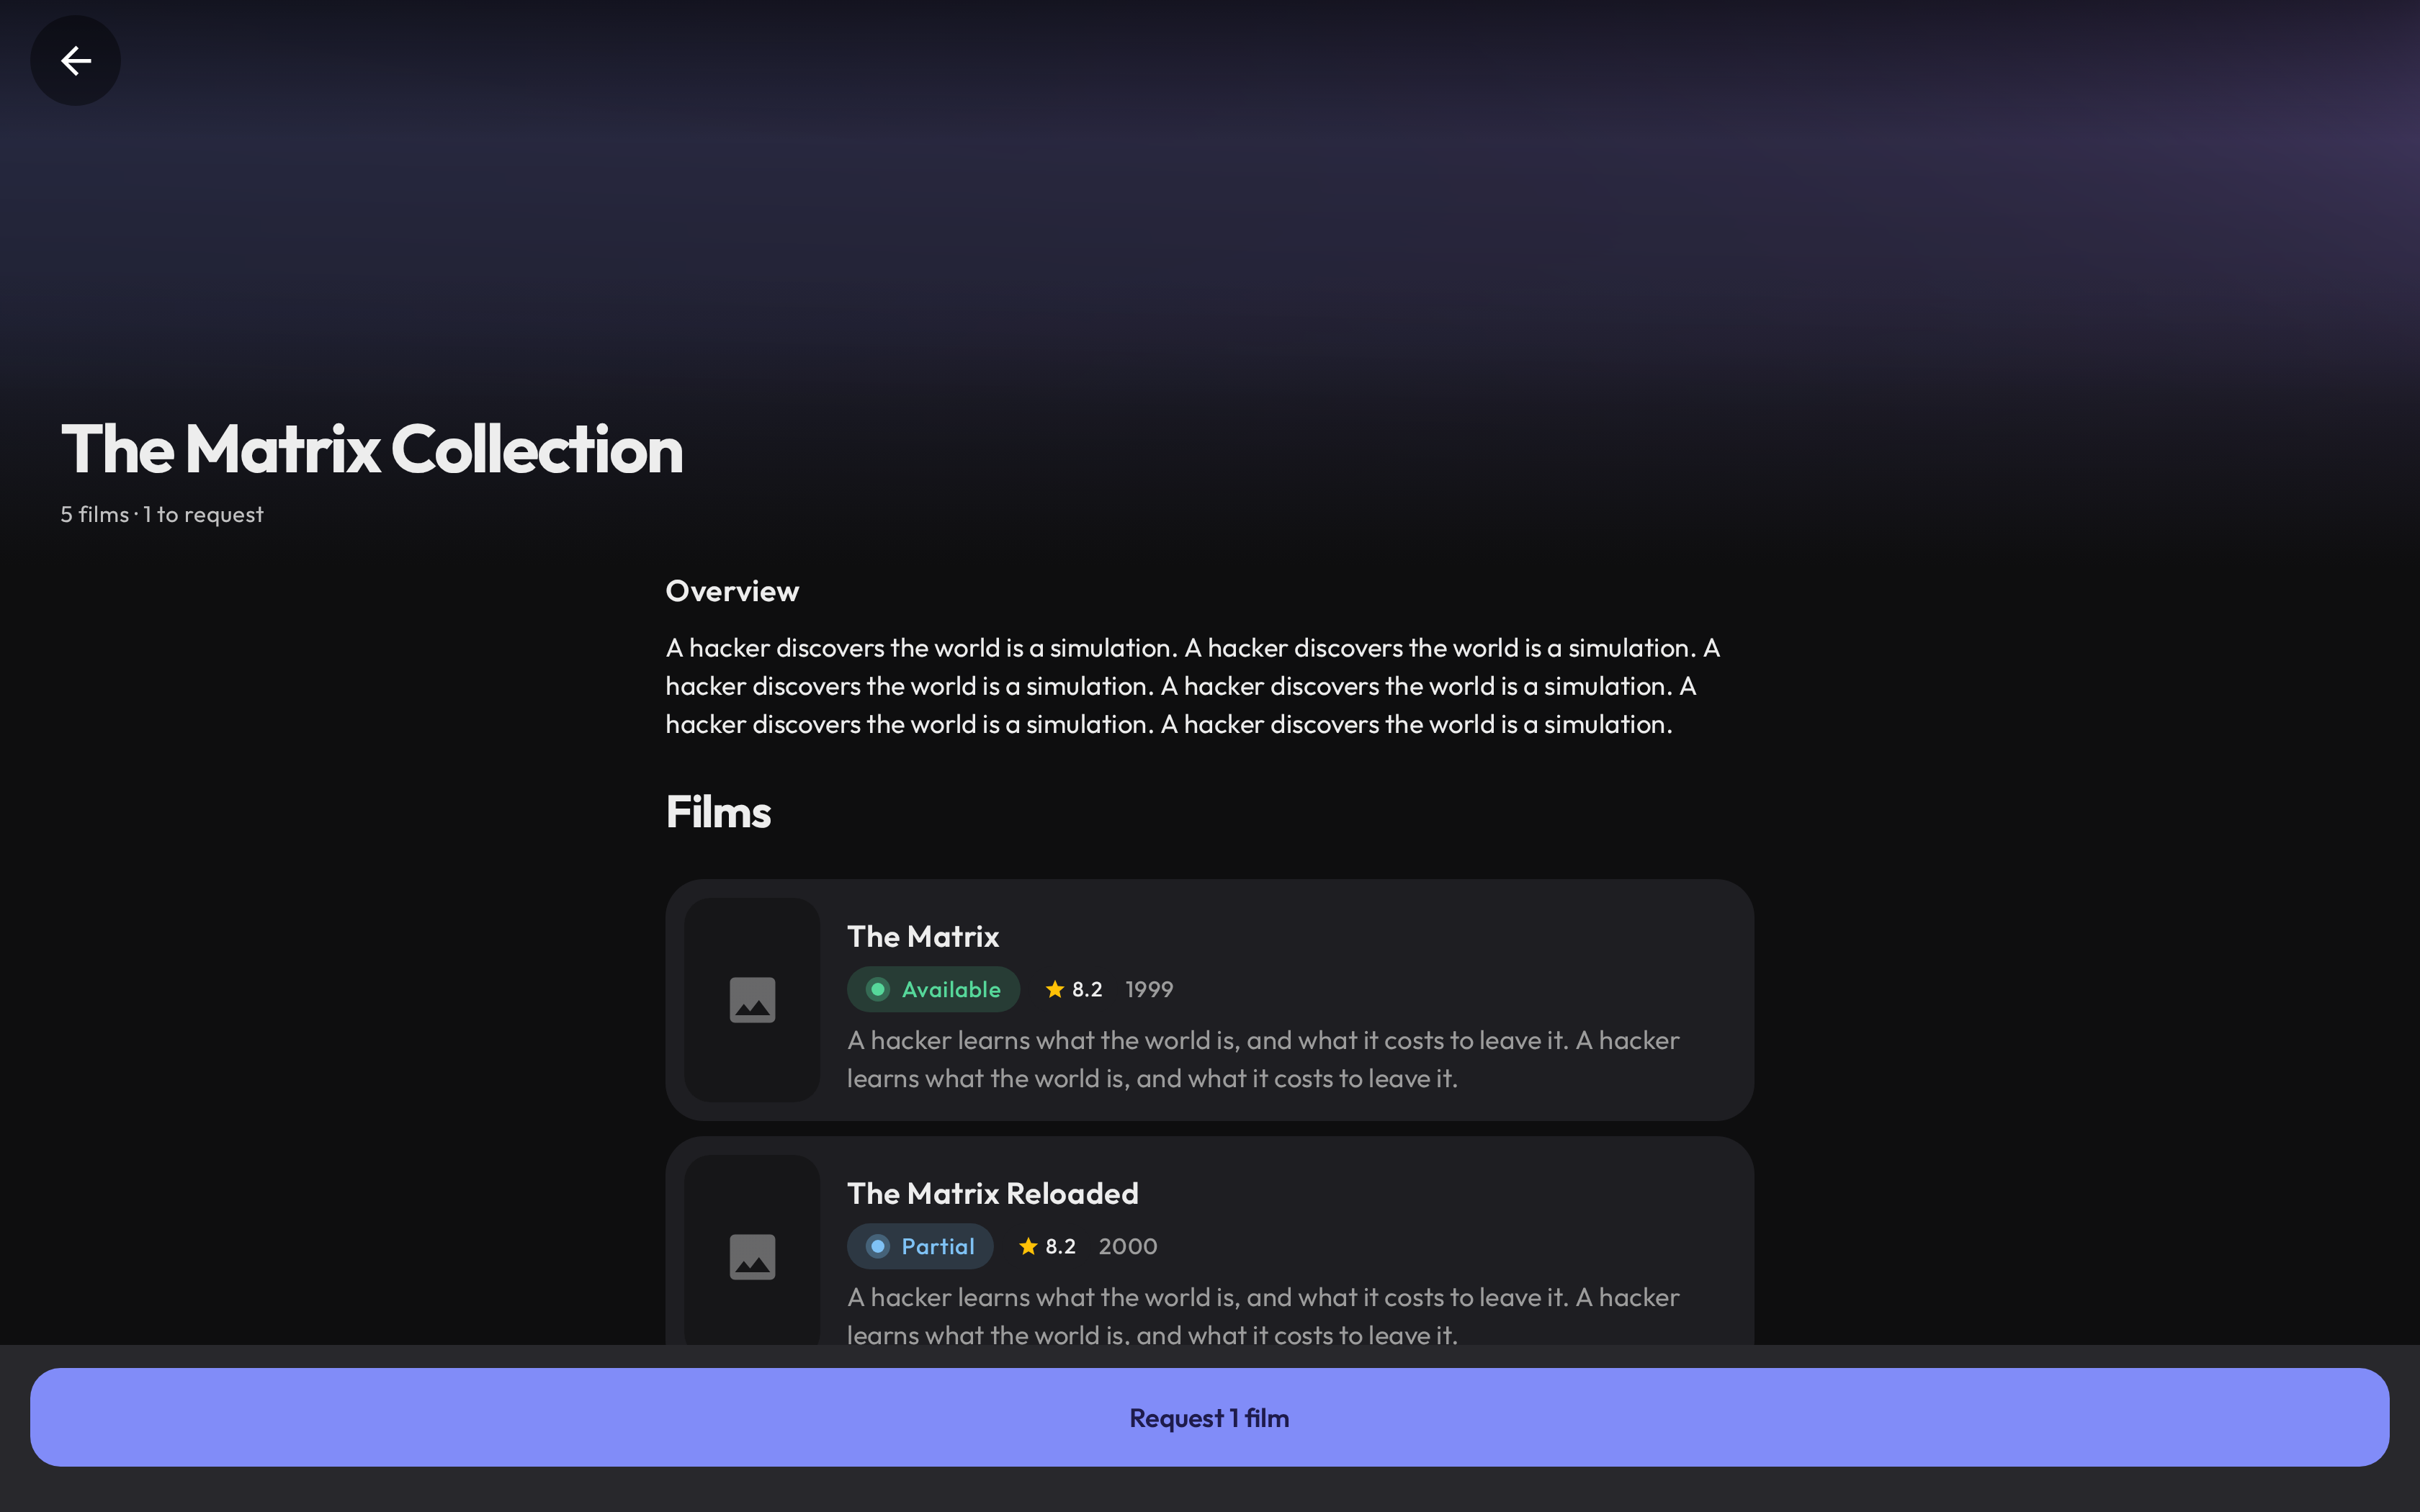 The Matrix Collection
5 films · 1 to request
Overview
A hacker discovers the world is a simulation. A hacker discovers the world is a simulation. A
hacker discovers the world is a simulation. A hacker discovers the world is a simulation. A
hacker discovers the world is a simulation. A hacker discovers the world is a simulation.
Films
The Matrix
Available 8.2 1999
A hacker learns what the world is, and what it costs to leave it. A hacker
learns what the world is, and what it costs to leave it.
The Matrix Reloaded
Partial 8.2 2000
A hacker learns what the world is, and what it costs to leave it. A hacker
learns what the world is, and what it costs to leave it.
Request 1 film